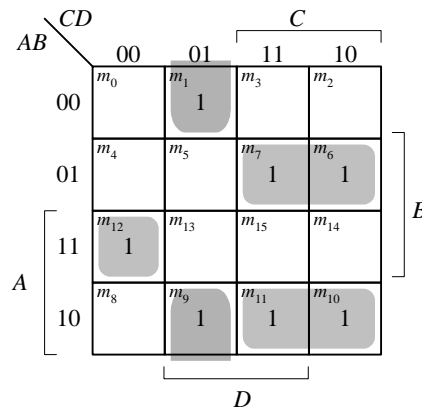 CD
C
AB
00 01 11 10
m₀ m₁ m₃ m₂
00 1
m₄ m₅ m₇ m₆
01 1 1
B
m₁₂ m₁₃ m₁₅ m₁₄
11 1
A
m₈ m₉ m₁₁ m₁₀
10 1 1 1
D